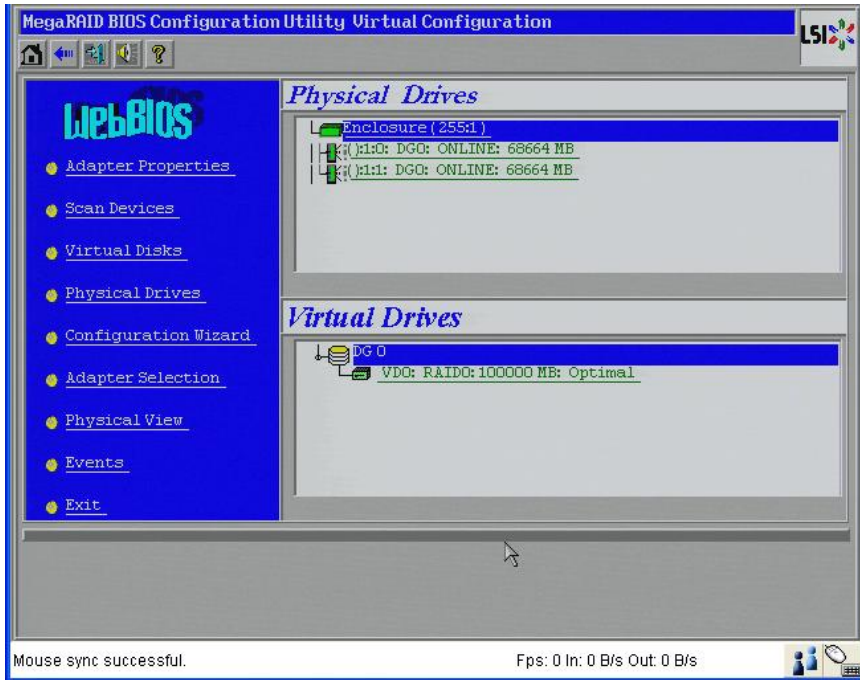 MegaRAID BIOS Configuration Utility Virtual Configuration
LSI
WebBIOS
Adapter Properties
Scan Devices
Virtual Disks
Physical Drives
Configuration Wizard
Adapter Selection
Physical View
Events
Exit
Physical Drives
Enclosure(255:1)
():1:0: DG0: ONLINE: 68664 MB
():1:1: DG0: ONLINE: 68664 MB
Virtual Drives
DG 0
VD0: RAID0:100000 MB: Optimal
Mouse sync successful.
Fps: 0 In: 0 B/s Out: 0 B/s